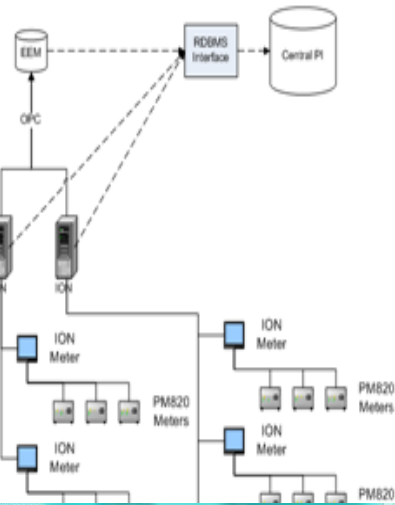 EEM
RDBMS
Interface
Central PI
OPC
N
ION
ION
Meter
PM820
Meters
ION
Meter
PM820
Meters
ION
Meter
ION
Meter
PM820